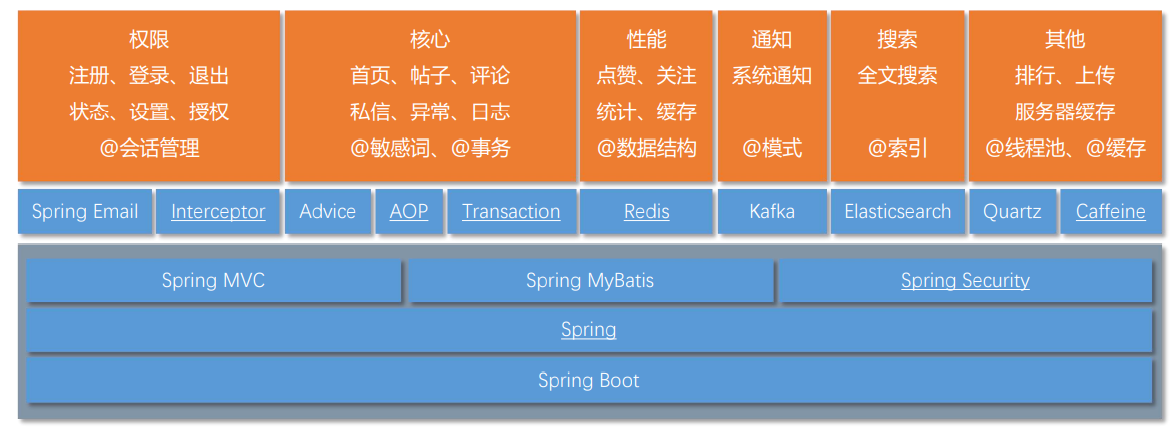 权限
注册、登录、退出
状态、设置、授权
@会话管理
核心
首页、帖子、评论
私信、异常、日志
@敏感词、@事务
性能
点赞、关注
统计、缓存
@数据结构
通知
系统通知
@模式
搜索
全文搜索
@索引
其他
排行、上传
服务器缓存
@线程池、@缓存
Spring Email
Interceptor
Advice
AOP
Transaction
Redis
Kafka
Elasticsearch
Quartz
Caffeine
Spring MVC
Spring MyBatis
Spring Security
Spring
Spring Boot